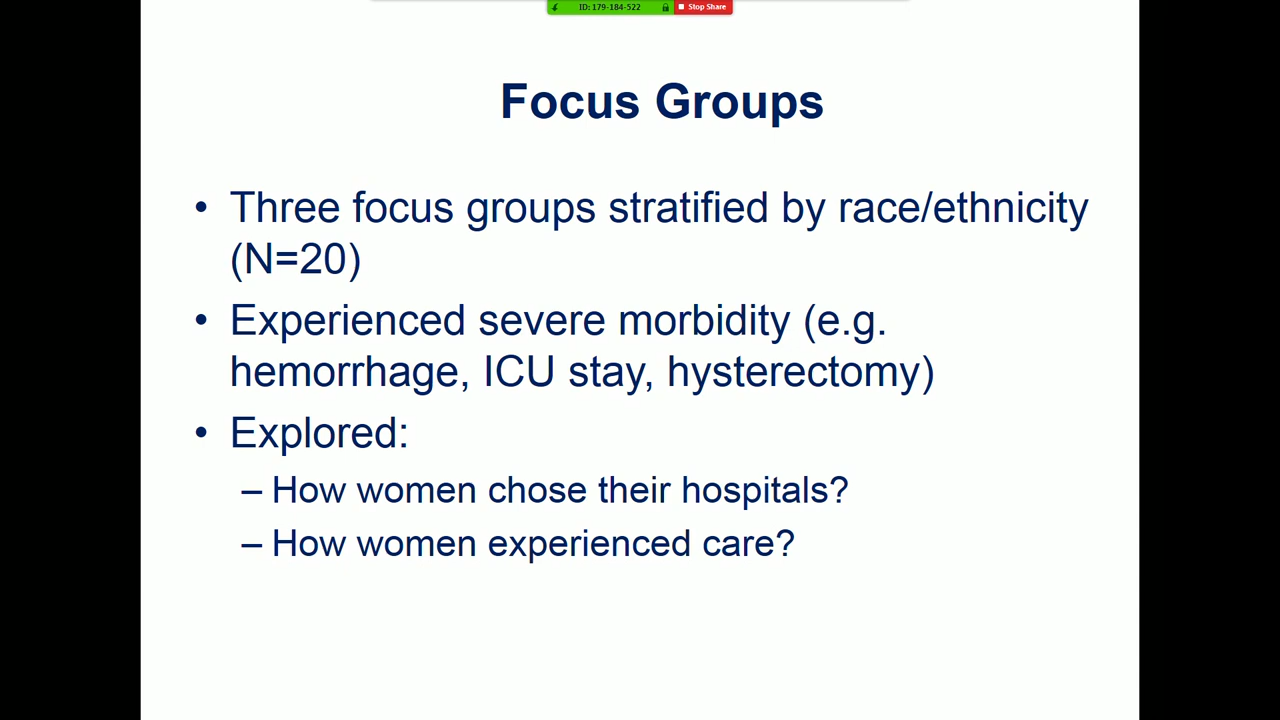 ID: 179-184-522 Stop Share
Focus Groups
• Three focus groups stratified by race/ethnicity
(N=20)
• Experienced severe morbidity (e.g.
hemorrhage, ICU stay, hysterectomy)
• Explored:
– How women chose their hospitals?
– How women experienced care?